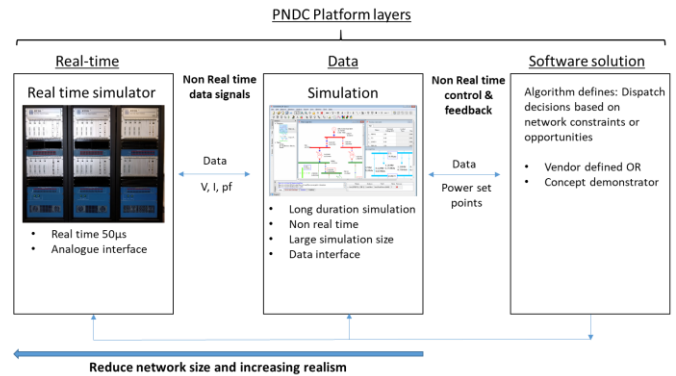 PNDC Platform layers
Real-time
Real time simulator
• Real time 50µs
• Analogue interface
Non Real time
data signals
Data
V, I, pf
Data
Simulation
• Long duration simulation
• Non real time
• Large simulation size
• Data interface
Non Real time
control &
feedback
Data
Power set
points
Software solution
Algorithm defines: Dispatch
decisions based on
network constraints or
opportunities
• Vendor defined OR
• Concept demonstrator
Reduce network size and increasing realism